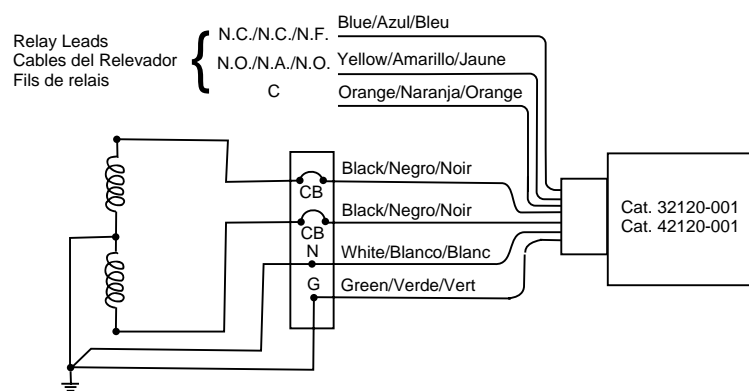 Relay Leads
Cables del Relevador
Fils de relais
N.C./N.C./N.F.
N.O./N.A./N.O.
C
Blue/Azul/Bleu
Yellow/Amarillo/Jaune
Orange/Naranja/Orange
CB
Black/Negro/Noir
CB
Black/Negro/Noir
N
White/Blanco/Blanc
G
Green/Verde/Vert
Cat. 32120-001
Cat. 42120-001